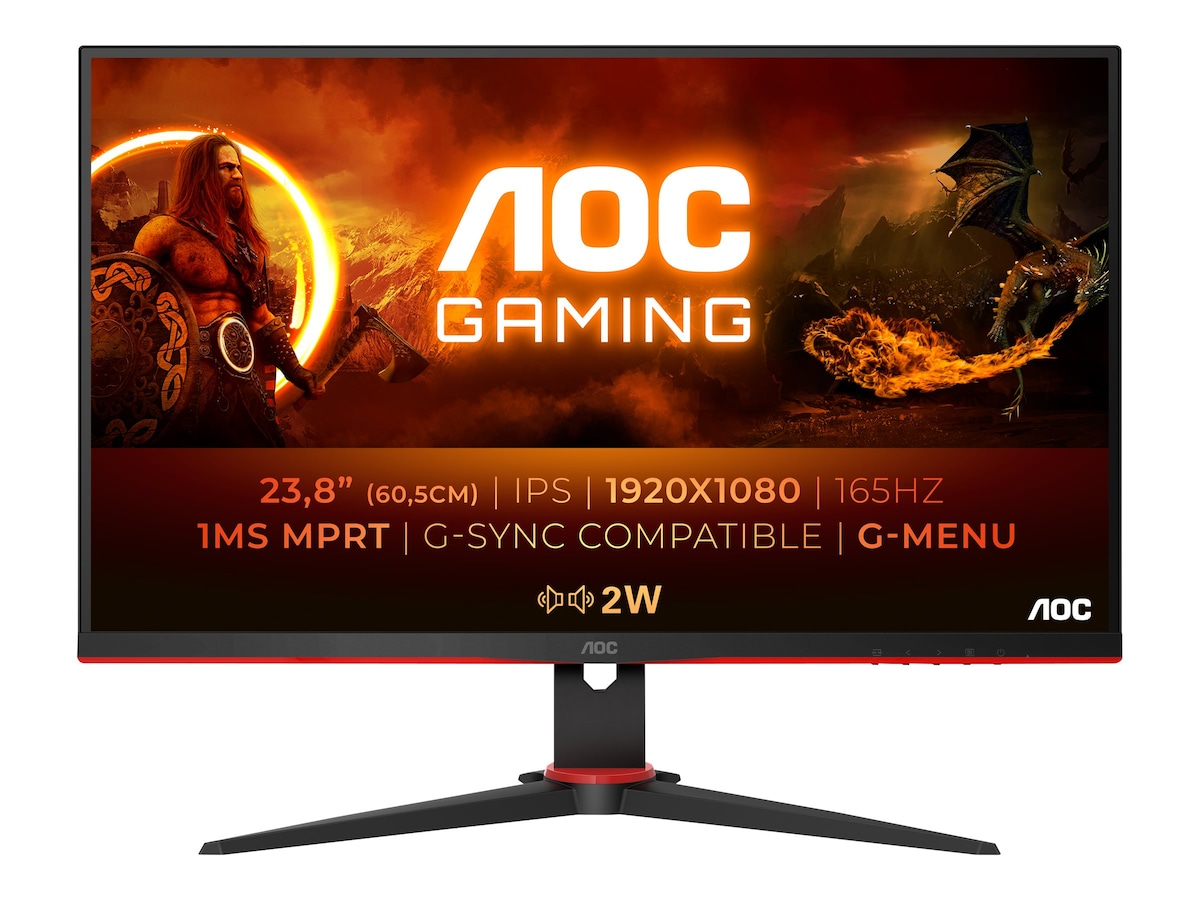 AOC
GAMING
23,8” (60,5CM) | IPS | 1920X1080 | 165HZ
1MS MPRT | G-SYNC COMPATIBLE | G-MENU
2W
AOC
AOC